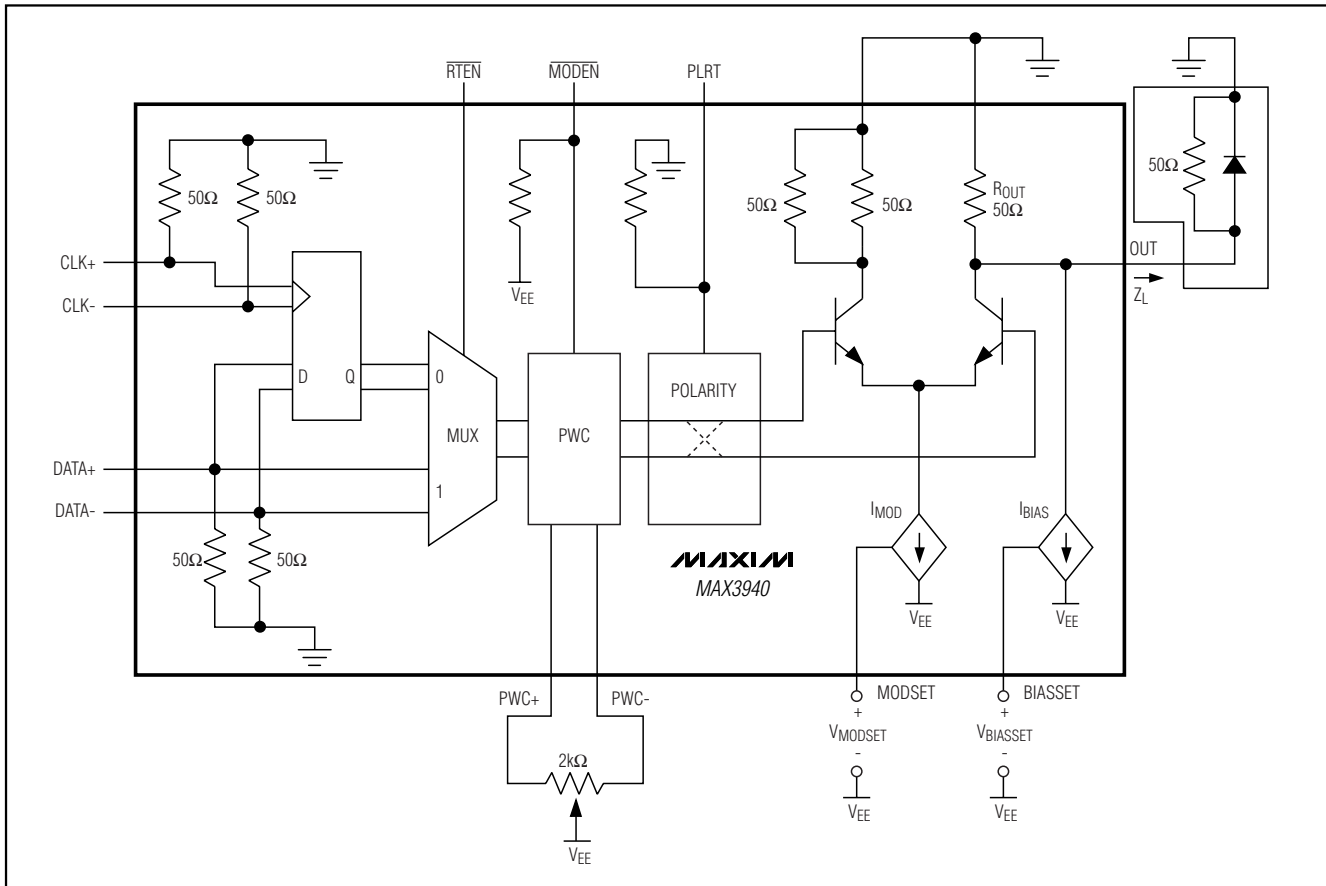 RTEN
MODEN
PLRT
50Ω
50Ω
VEE
50Ω
50Ω
ROUT
50Ω
50Ω
CLK+
CLK-
OUT
ZL
D
Q
0
MUX
1
PWC
POLARITY
DATA+
DATA-
50Ω
50Ω
MAXIM
MAX3940
IMOD
IBIAS
VEE
VEE
PWC+
PWC-
2kΩ
VEE
MODSET
+
VMODSET
-
VEE
BIASSET
+
VBIASSET
-
VEE